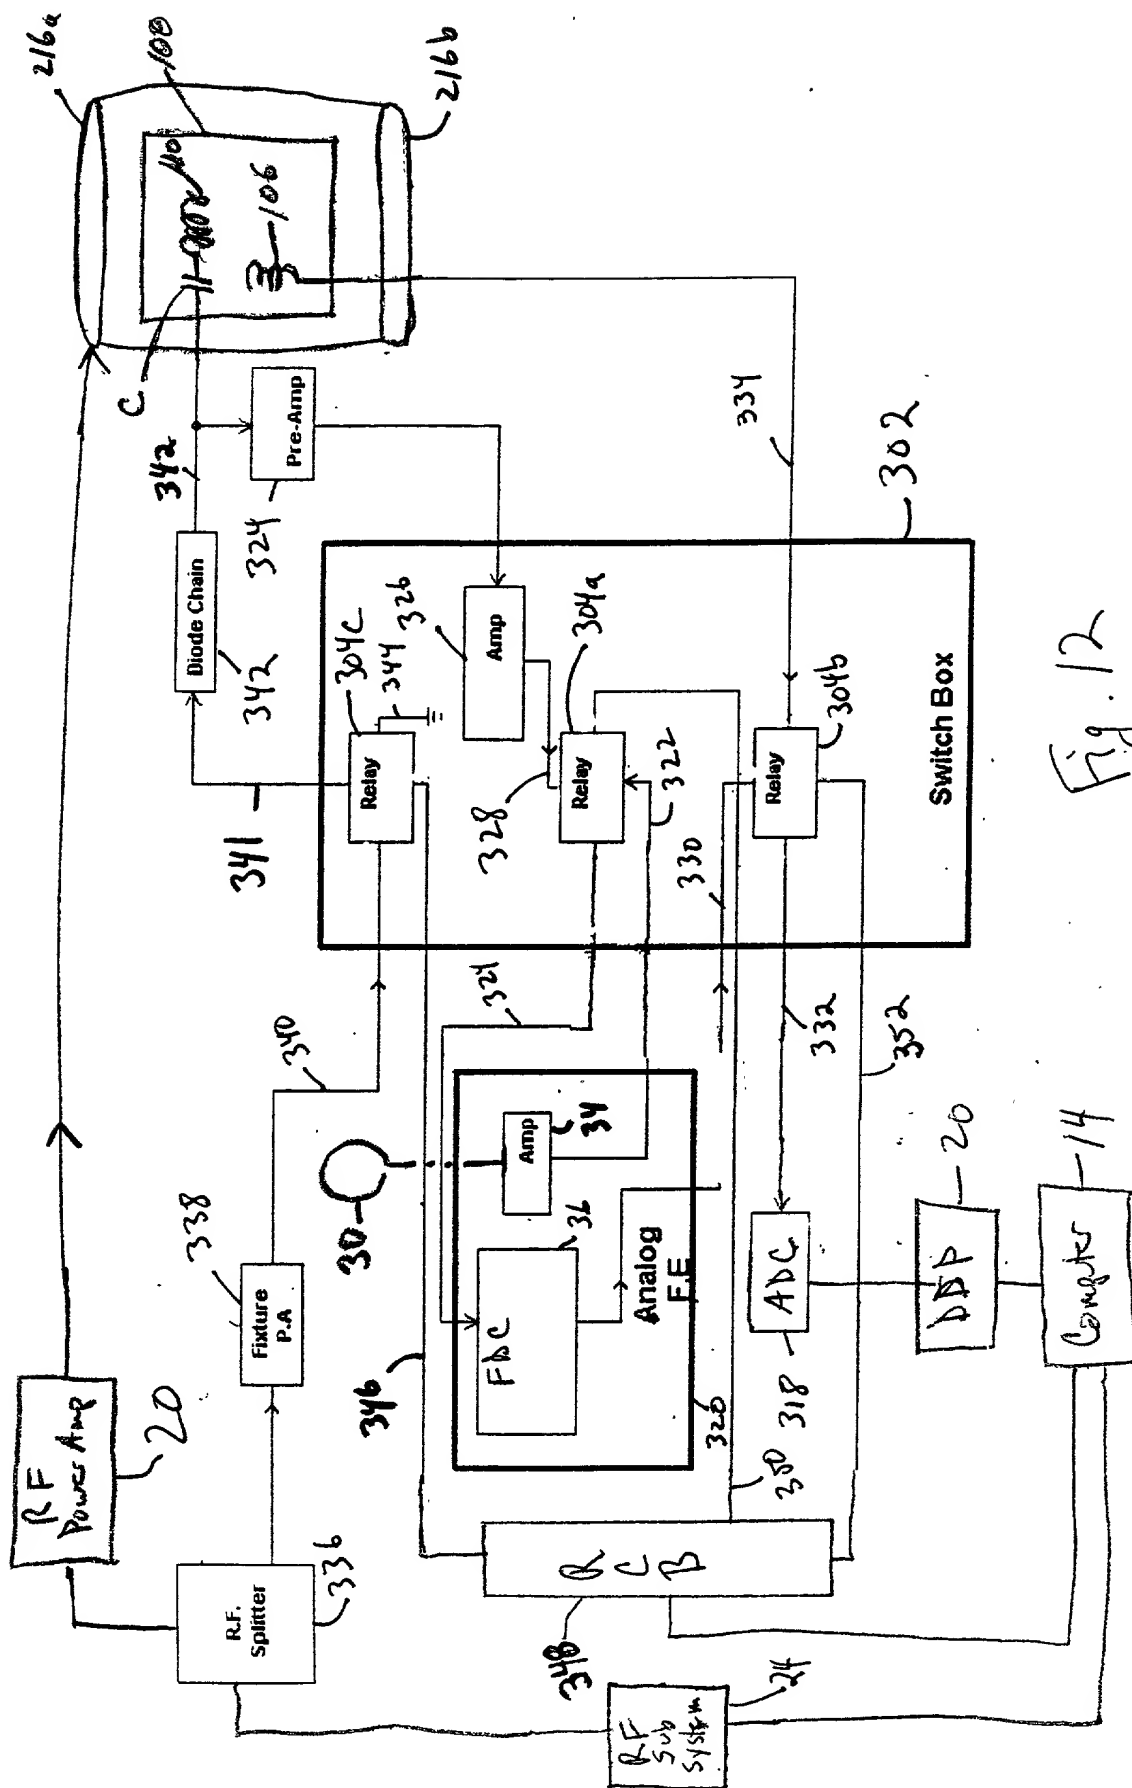 216a
100
110
106
C
216b
342
Diode Chain
342
Pre-Amp
324
334
302
341
304C
344
Relay
326
Amp
328
304a
Relay
322
330
304b
Relay
Switch Box
Fig. 12
340
338
Fixture
P.A
RF
Power Amp
20
R.F.
Splitter
336
30
324
Amp
34
36
FDC
Analog
F.E
320
346
332
352
ADC
318
DDP
20
Computer
14
350
RCB
348
RF
Sub
System
24